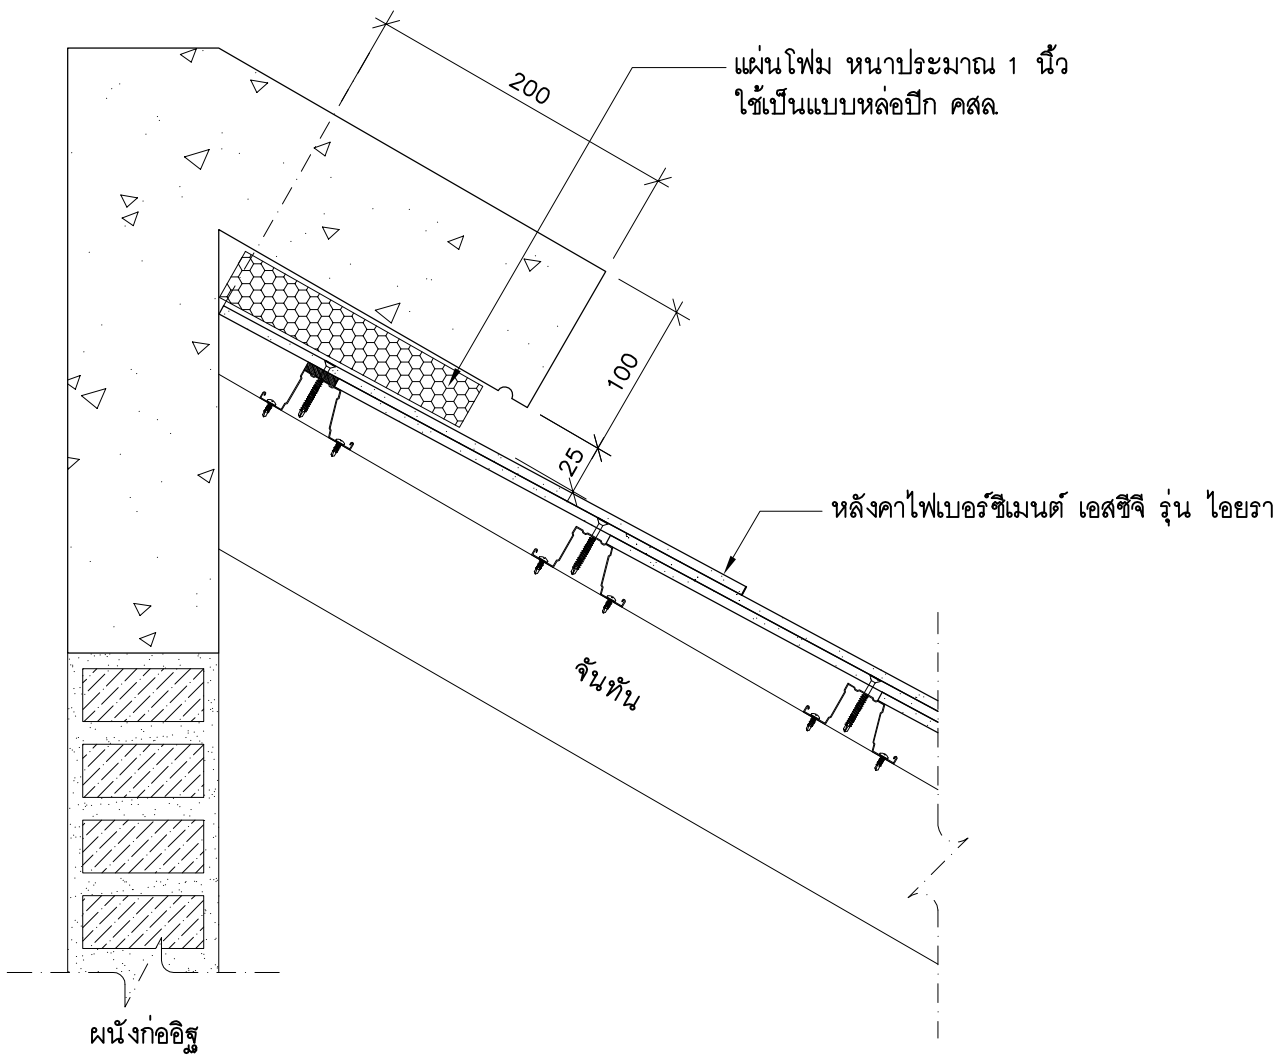 200
แผ่นโฟม หนาประมาณ 1 นิ้ว
ใช้เป็นแบบหล่อปีก คสล.
100
25
หลังคาไฟเบอร์ซีเมนต์ เอสซีจี รุ่น ไอยรา
จันทัน
ผนังก่ออิฐ